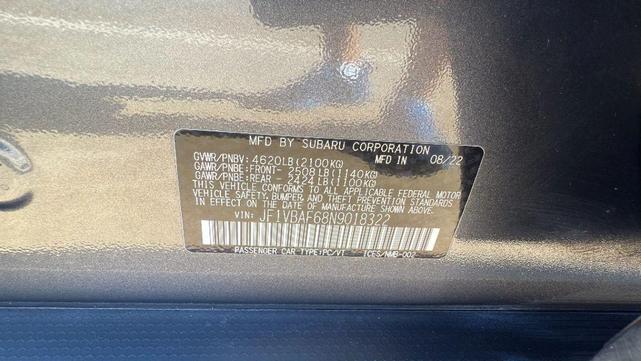 MFD BY SUBARU CORPORATION
GVWR/PNBV: 4620LB(2100KG) MFD IN 08/22
GAWR/PNBE:FRONT- 2508LB(1140KG)
GAWR/PNBE:REAR - 2424LB(1100KG)
THIS VEHICLE CONFORMS TO ALL APPLICABLE FEDERAL MOTOR
VEHICLE SAFETY, BUMPER, AND THEFT PREVENTION STANDARDS
IN EFFECT ON THE DATE OF MANUFACTURE SHOWN ABOVE.
VIN: JF1VBAF68N9018322
PASSENGER CAR TYPE:PC/VT ICES/NMB-002